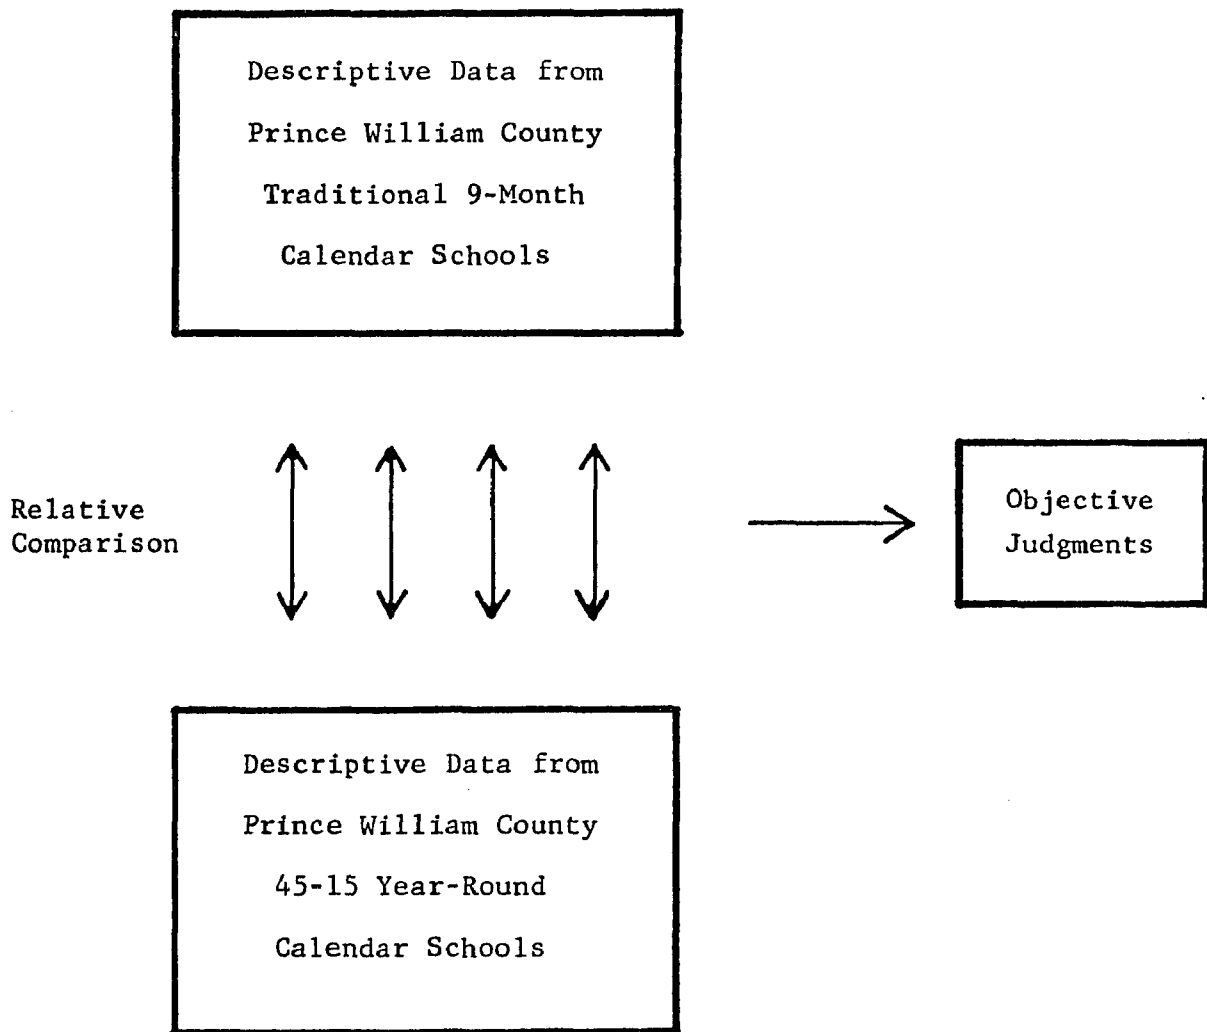 Descriptive Data from
Prince William County
Traditional 9-Month
Calendar Schools
Relative
Comparison
Objective
Judgments
Descriptive Data from
Prince William County
45-15 Year-Round
Calendar Schools